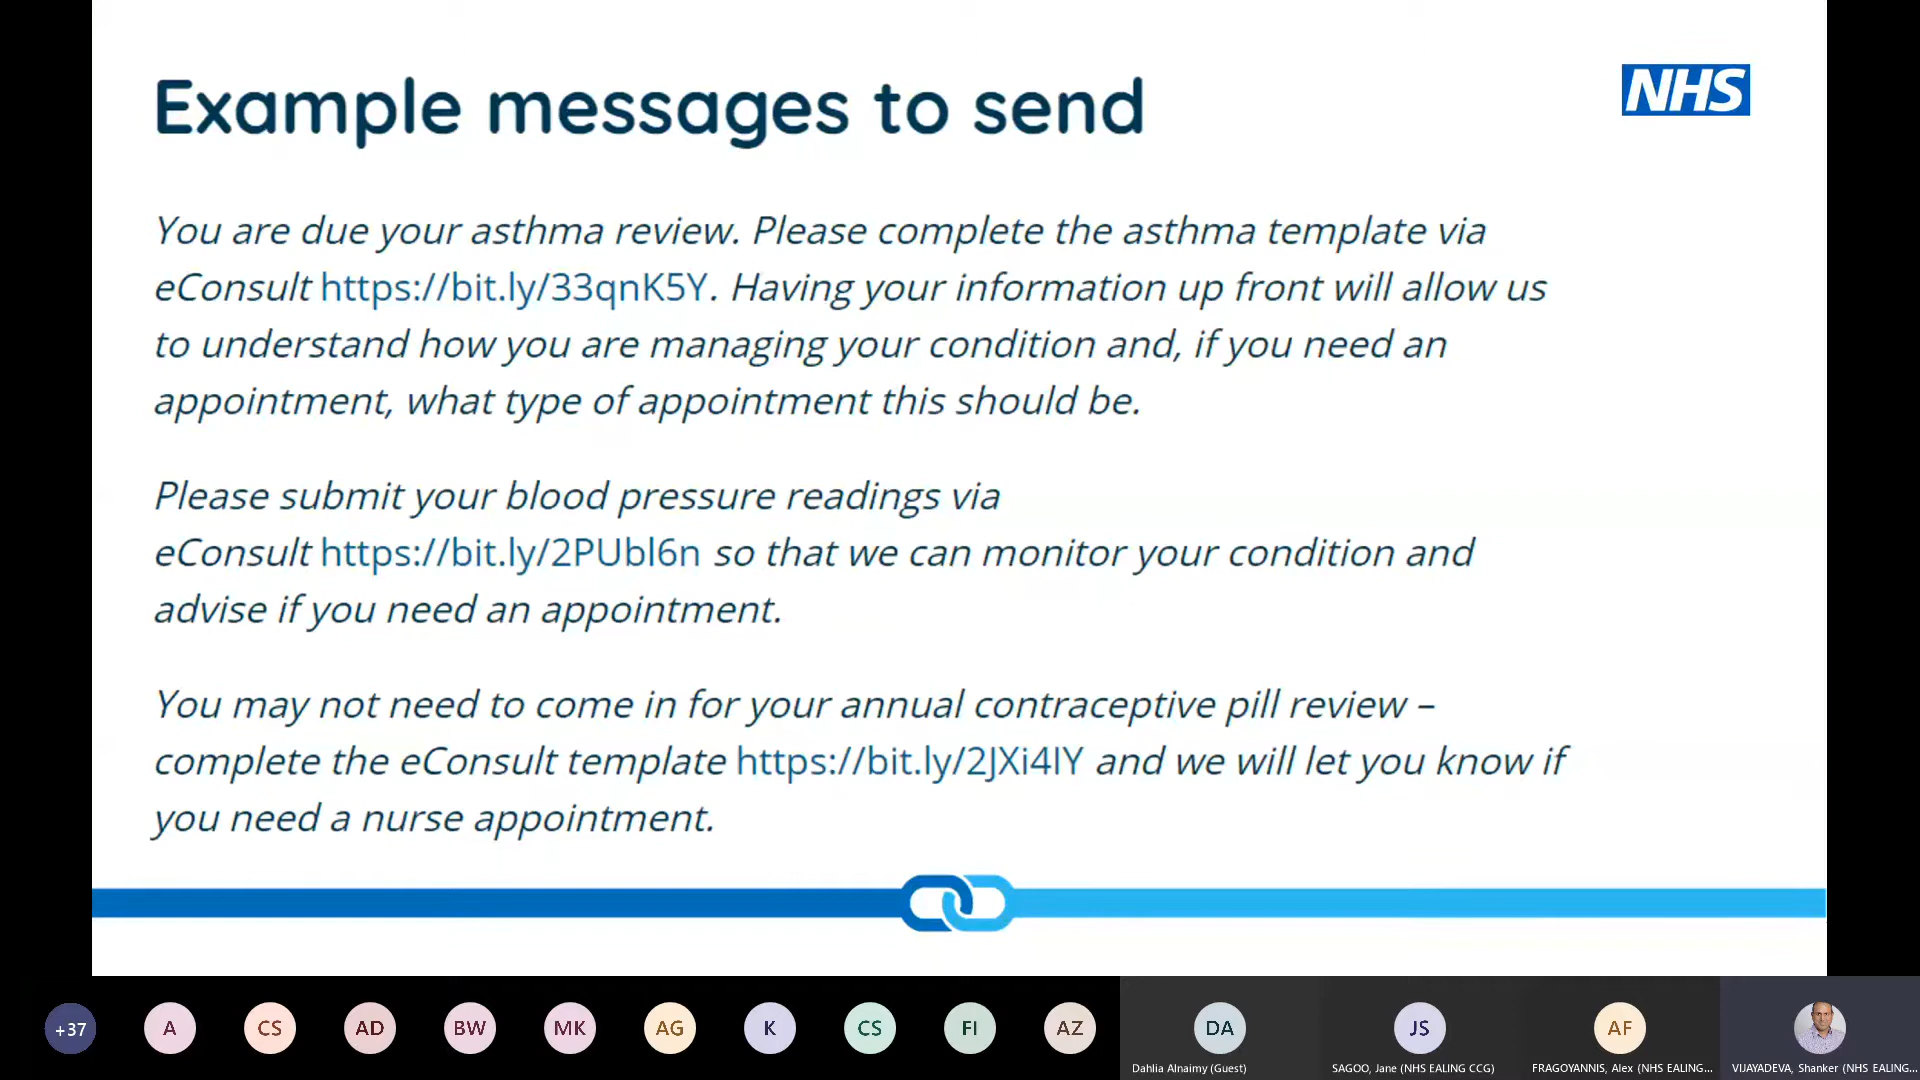 Example messages to send
NHS
You are due your asthma review. Please complete the asthma template via
eConsult https://bit.ly/33qnK5Y. Having your information up front will allow us
to understand how you are managing your condition and, if you need an
appointment, what type of appointment this should be.
Please submit your blood pressure readings via
eConsult https://bit.ly/2PUbl6n so that we can monitor your condition and
advise if you need an appointment.
You may not need to come in for your annual contraceptive pill review –
complete the eConsult template https://bit.ly/2JXi4IY and we will let you know if
you need a nurse appointment.
+37
A
CS
AD
BW
MK
AG
K
CS
FI
AZ
DA
JS
AF
Dahlia Alnaimy (Guest)
SAGOO, Jane (NHS EALING CCG)
FRAGOYANNIS, Alex (NHS EALING...
VIJAYADEVA, Shanker (NHS EALING...